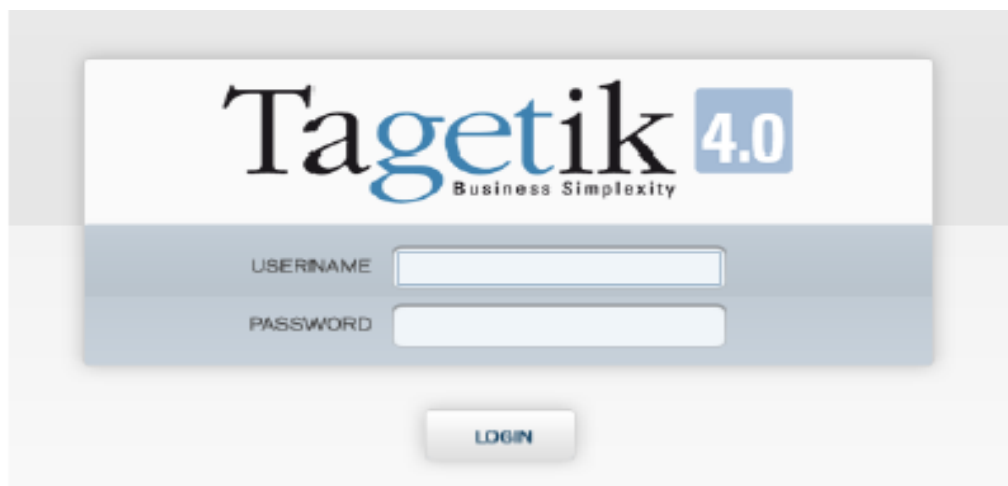 Tagetik 4.0
Business Simplexity
USERNAME
PASSWORD
LOGIN